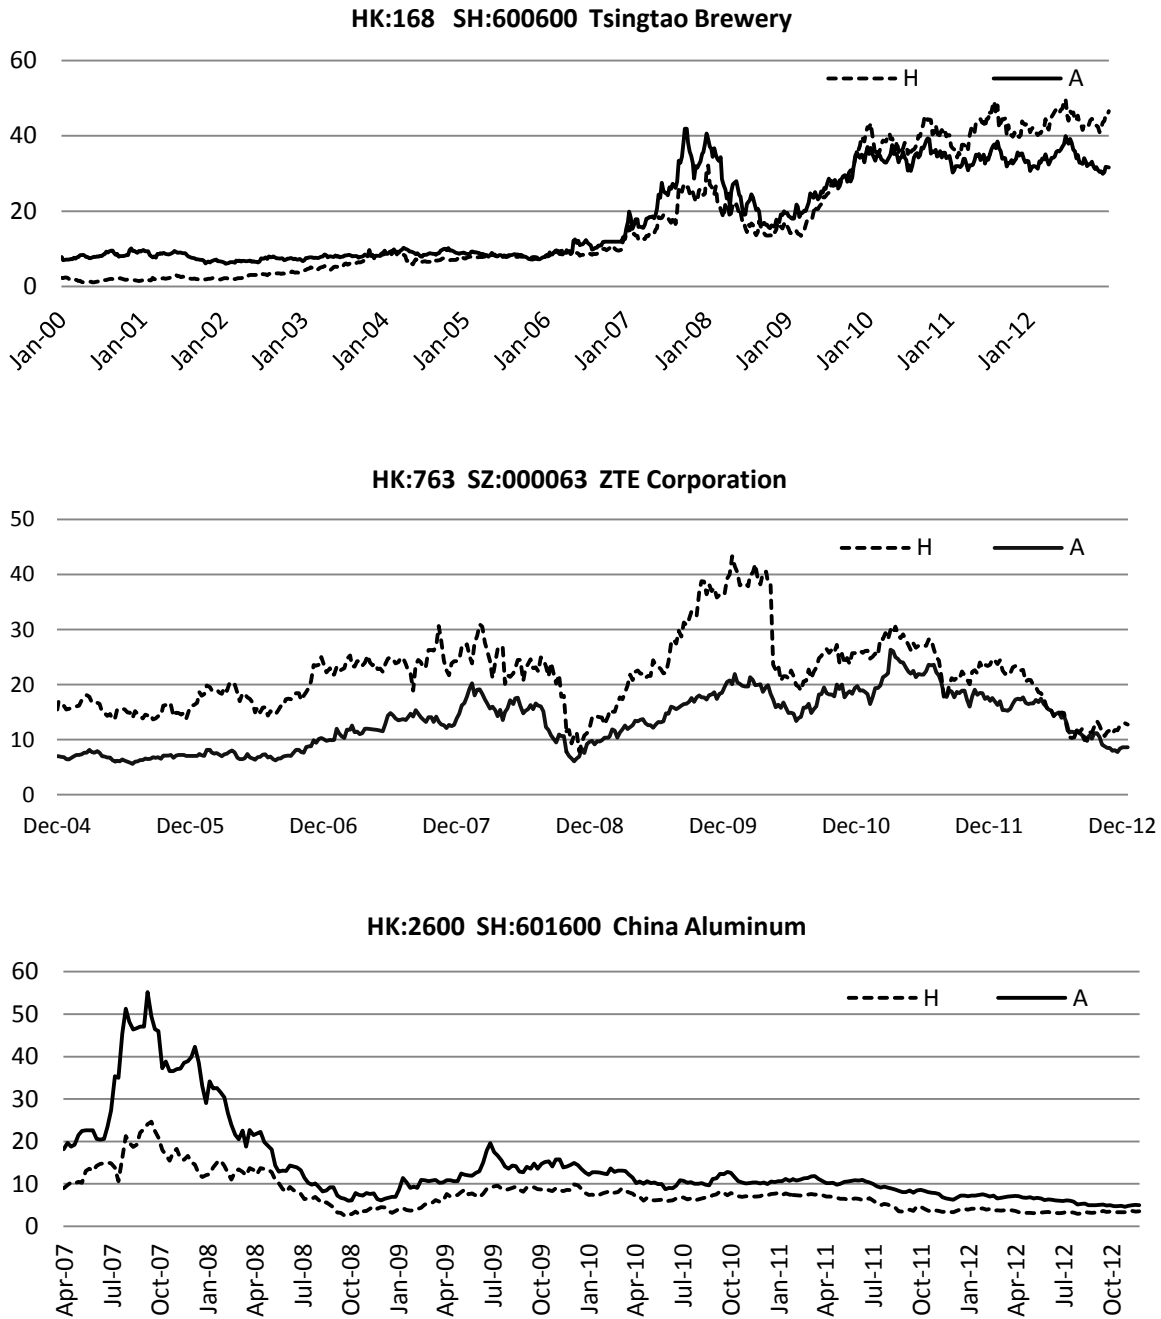 HK:168 SH:600600 Tsingtao Brewery
60
H
A
40
20
0
Jan-00
Jan-01
Jan-02
Jan-03
Jan-04
Jan-05
Jan-06
Jan-07
Jan-08
Jan-09
Jan-10
Jan-11
Jan-12
HK:763 SZ:000063 ZTE Corporation
50
H
A
40
30
20
10
0
Dec-04 Dec-05 Dec-06 Dec-07 Dec-08 Dec-09 Dec-10 Dec-11 Dec-12
HK:2600 SH:601600 China Aluminum
60
H
A
50
40
30
20
10
0
Apr-07
Jul-07
Oct-07
Jan-08
Apr-08
Jul-08
Oct-08
Jan-09
Apr-09
Jul-09
Oct-09
Jan-10
Apr-10
Jul-10
Oct-10
Jan-11
Apr-11
Jul-11
Oct-11
Jan-12
Apr-12
Jul-12
Oct-12